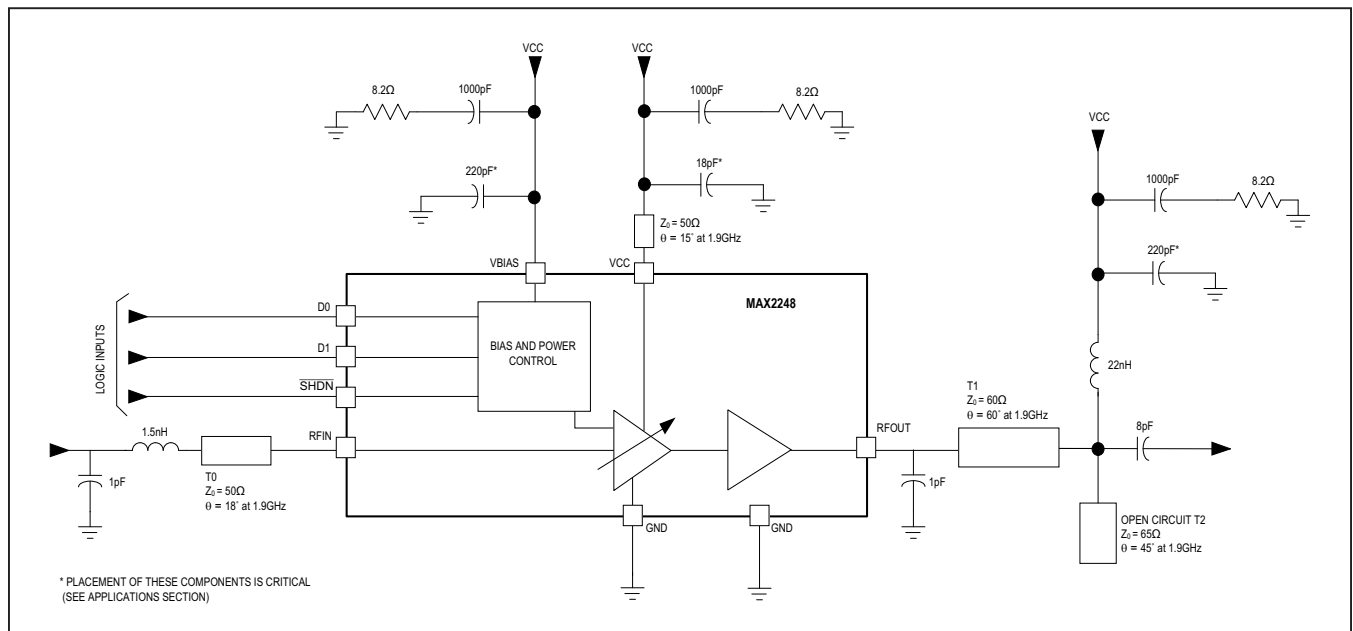 VCC
VCC
8.2Ω
1000pF
1000pF
8.2Ω
VCC
220pF*
18pF*
1000pF
8.2Ω
Z₀ = 50Ω
θ = 15° at 1.9GHz
220pF*
VBIAS
VCC
MAX2248
LOGIC INPUTS
D0
D1
SHDN
BIAS AND POWER
CONTROL
22nH
T1
Z₀ = 60Ω
θ = 60° at 1.9GHz
1.5nH
RFIN
RFOUT
8pF
1pF
T0
Z₀ = 50Ω
θ = 18° at 1.9GHz
1pF
GND
GND
OPEN CIRCUIT T2
Z₀ = 65Ω
θ = 45° at 1.9GHz
* PLACEMENT OF THESE COMPONENTS IS CRITICAL
(SEE APPLICATIONS SECTION)